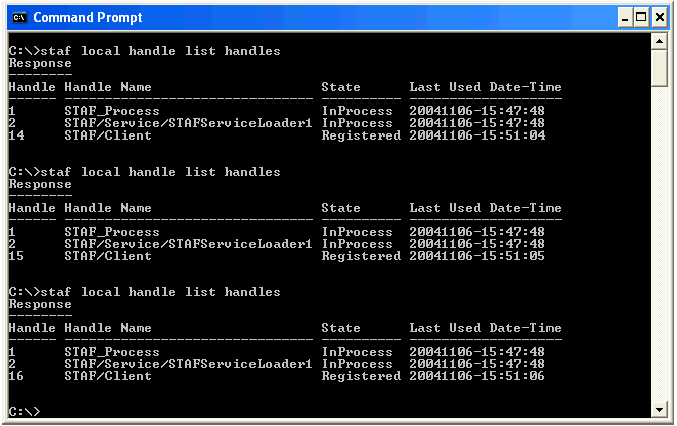 Command Prompt
C:\>staf local handle list handles
Response
--------
Handle Handle Name                     State      Last Used Date-Time
------ ------------------------------- ---------- -------------------
1      STAF_Process                    InProcess  20041106-15:47:48
2      STAF/Service/STAFServiceLoader1 InProcess  20041106-15:47:48
14     STAF/Client                     Registered 20041106-15:51:04
C:\>staf local handle list handles
Response
--------
Handle Handle Name                     State      Last Used Date-Time
------ ------------------------------- ---------- -------------------
1      STAF_Process                    InProcess  20041106-15:47:48
2      STAF/Service/STAFServiceLoader1 InProcess  20041106-15:47:48
15     STAF/Client                     Registered 20041106-15:51:05
C:\>staf local handle list handles
Response
--------
Handle Handle Name                     State      Last Used Date-Time
------ ------------------------------- ---------- -------------------
1      STAF_Process                    InProcess  20041106-15:47:48
2      STAF/Service/STAFServiceLoader1 InProcess  20041106-15:47:48
16     STAF/Client                     Registered 20041106-15:51:06
C:\>